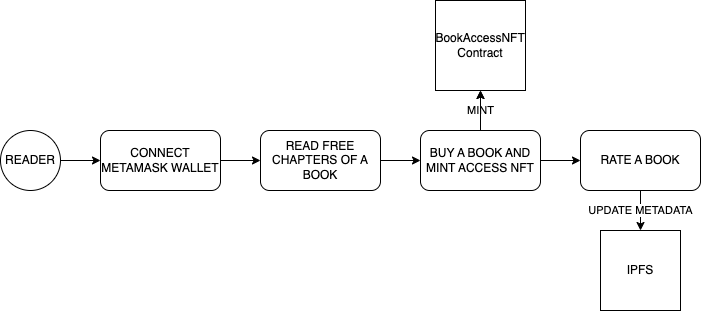 BookAccessNFT
Contract
MINT
READER
CONNECT
METAMASK WALLET
READ FREE
CHAPTERS OF A
BOOK
BUY A BOOK AND
MINT ACCESS NFT
RATE A BOOK
UPDATE METADATA
IPFS